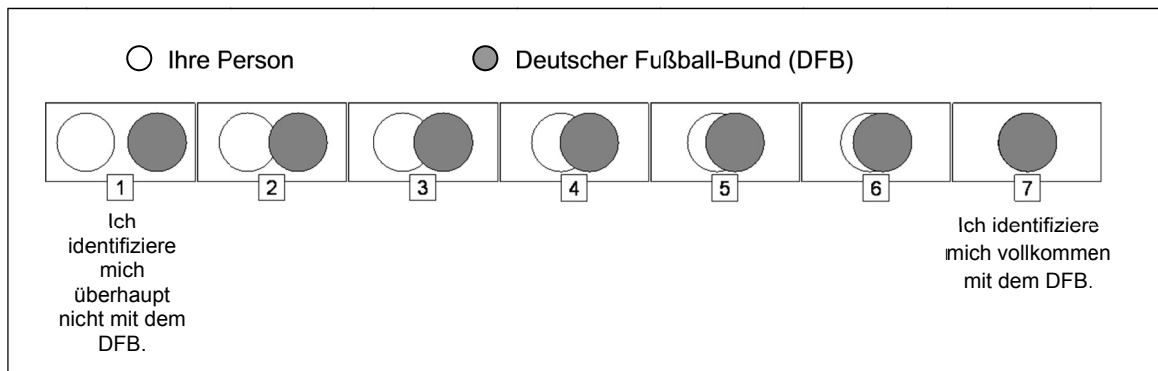 Ihre Person
Deutscher Fußball-Bund (DFB)
1
2
3
4
5
6
7
Ich
identifiziere
mich
überhaupt
nicht mit dem
DFB.
Ich identifiziere
mich vollkommen
mit dem DFB.